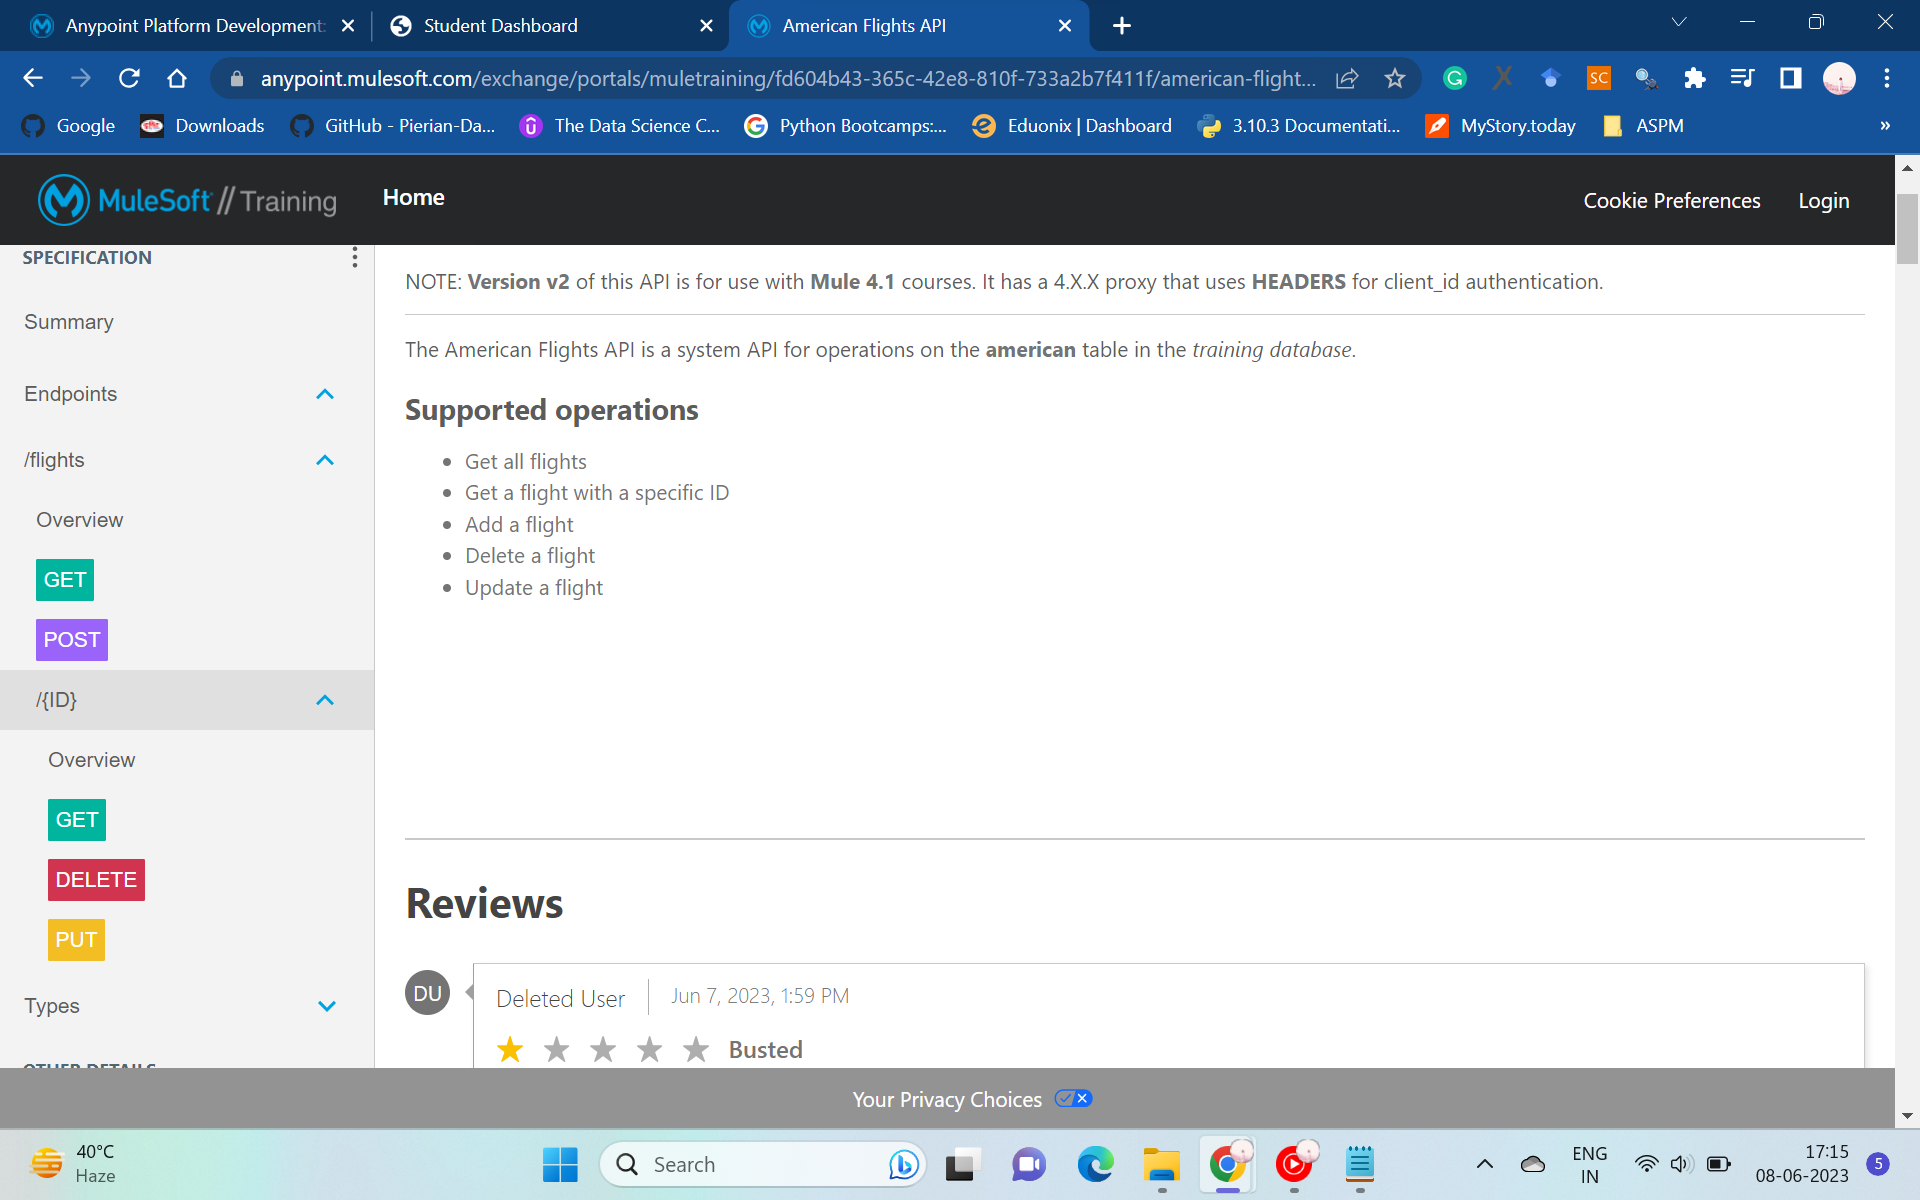 Anypoint Platform Development:
Student Dashboard
American Flights API
anypoint.mulesoft.com/exchange/portals/muletraining/fd604b43-365c-42e8-810f-733a2b7f411f/american-flight...
SC
Google
Downloads
GitHub - Pierian-Da...
The Data Science C...
Python Bootcamps:...
Eduonix | Dashboard
3.10.3 Documentati...
MyStory.today
ASPM
»
MuleSoft // Training
Home
Cookie Preferences
Login
SPECIFICATION
Summary
Endpoints
/flights
Overview
GET
POST
/{ID}
Overview
GET
DELETE
PUT
Types
OTHER DETAILS
NOTE: Version v2 of this API is for use with Mule 4.1 courses. It has a 4.X.X proxy that uses HEADERS for client_id authentication.
The American Flights API is a system API for operations on the american table in the training database.
Supported operations
Get all flights
Get a flight with a specific ID
Add a flight
Delete a flight
Update a flight
Reviews
DU
Deleted User
Jun 7, 2023, 1:59 PM
Busted
Your Privacy Choices
40°C
Haze
Search
ENG
IN
17:15
08-06-2023
5